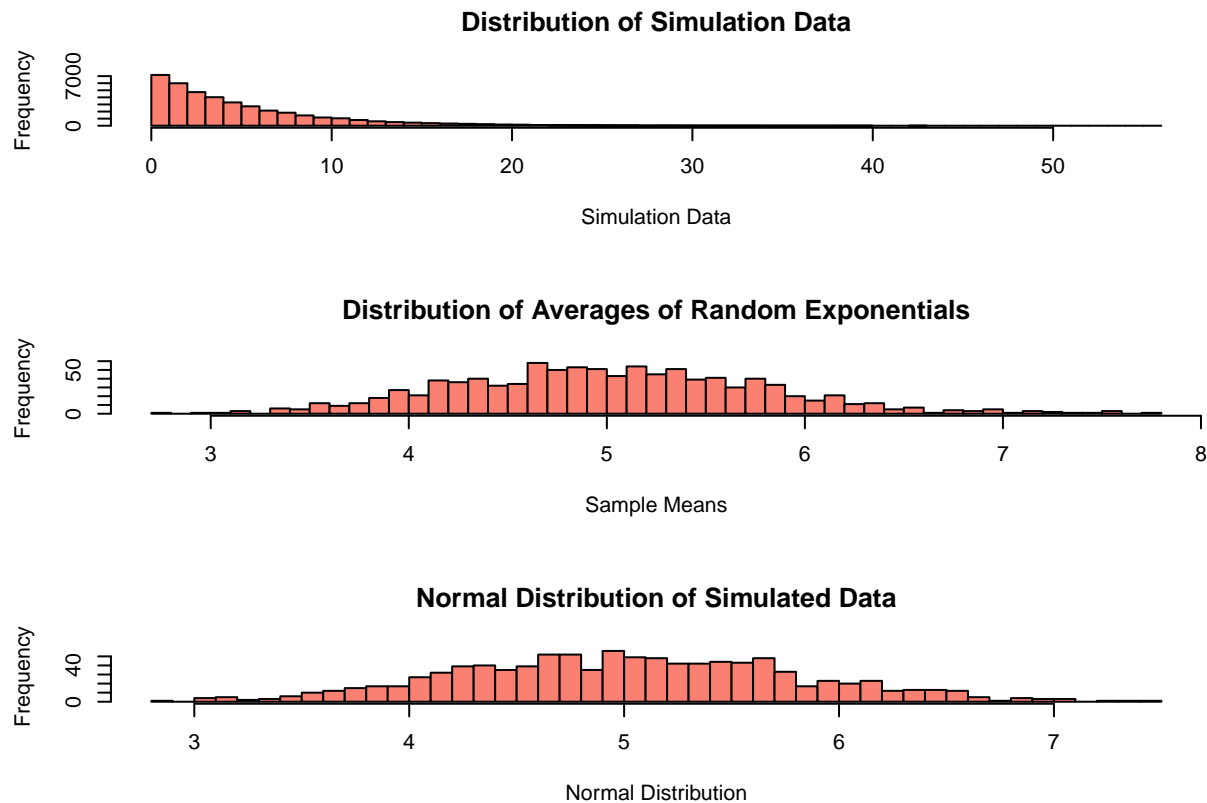 Distribution of Simulation Data
Frequency
7000
0
0 10 20 30 40 50
Simulation Data
Distribution of Averages of Random Exponentials
Frequency
50
0
3 4 5 6 7 8
Sample Means
Normal Distribution of Simulated Data
Frequency
40
0
3 4 5 6 7
Normal Distribution